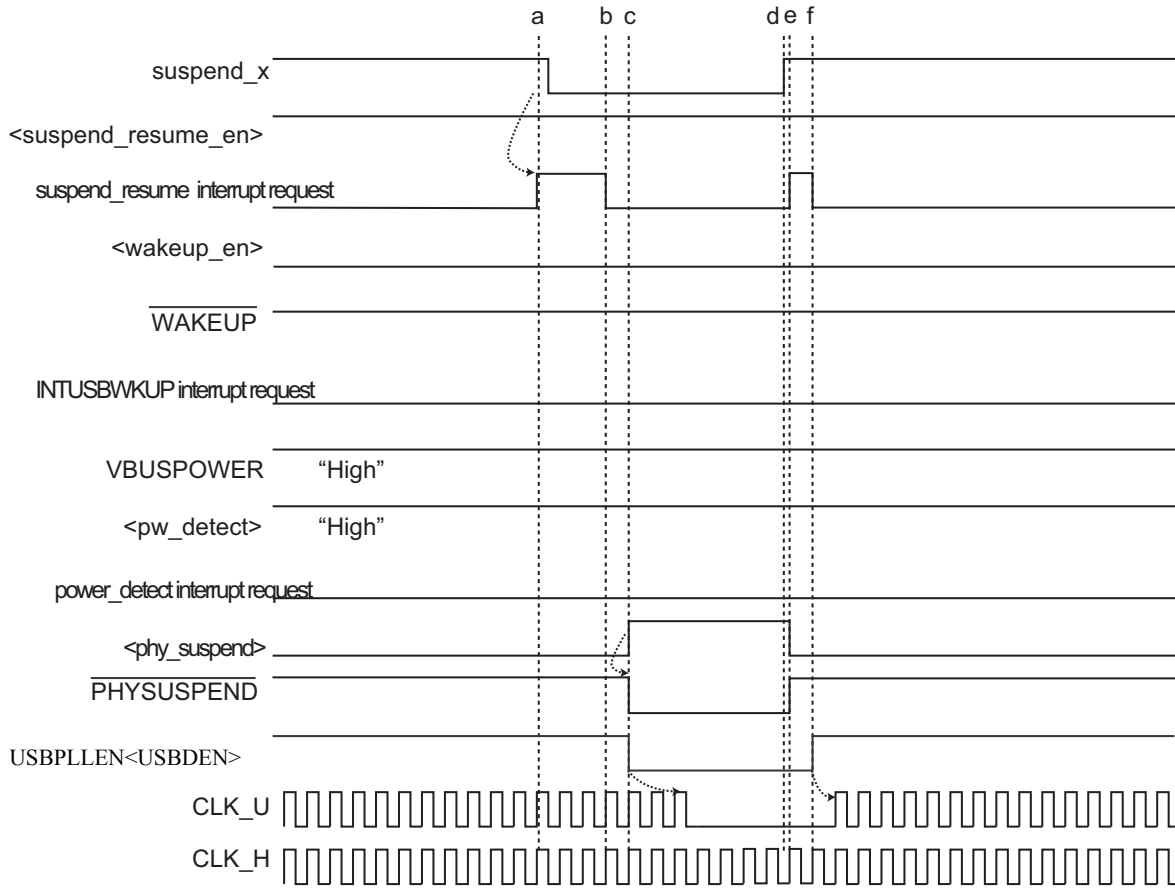 a b c d e f
suspend_x
<suspend_resume_en>
suspend_resume interrupt request
<wakeup_en>
WAKEUP
INTUSBWKUP interrupt request
VBUSPOWER “High”
<pw_detect> “High”
power_detect interrupt request
<phy_suspend>
PHYSUSPEND
USBPLLEN<USBDEN>
CLK_U
CLK_H